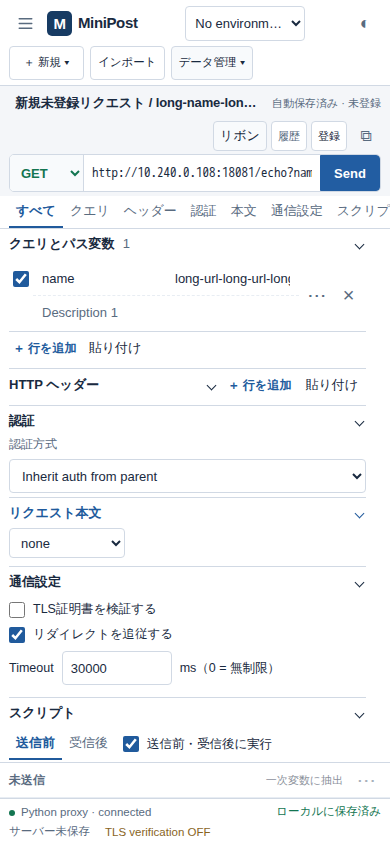 M MiniPost
No environm…
＋ 新規 ▾ インポート データ管理 ▾
新規未登録リクエスト / long-name-lon… 自動保存済み · 未登録
リボン 履歴 登録
GET http://10.240.0.108:18081/echo?nam Send
すべて クエリ ヘッダー 認証 本文 通信設定 スクリプ
クエリとパス変数 1
name long-url-long-url-long
Description 1
＋ 行を追加 貼り付け
HTTP ヘッダー ＋ 行を追加 貼り付け
認証
認証方式
Inherit auth from parent
リクエスト本文
none
通信設定
TLS証明書を検証する
リダイレクトを追従する
Timeout 30000 ms（0 = 無制限）
スクリプト
送信前 受信後 送信前・受信後に実行
未送信 一次変数に抽出 ···
Python proxy · connected ローカルに保存済み
サーバー未保存 TLS verification OFF